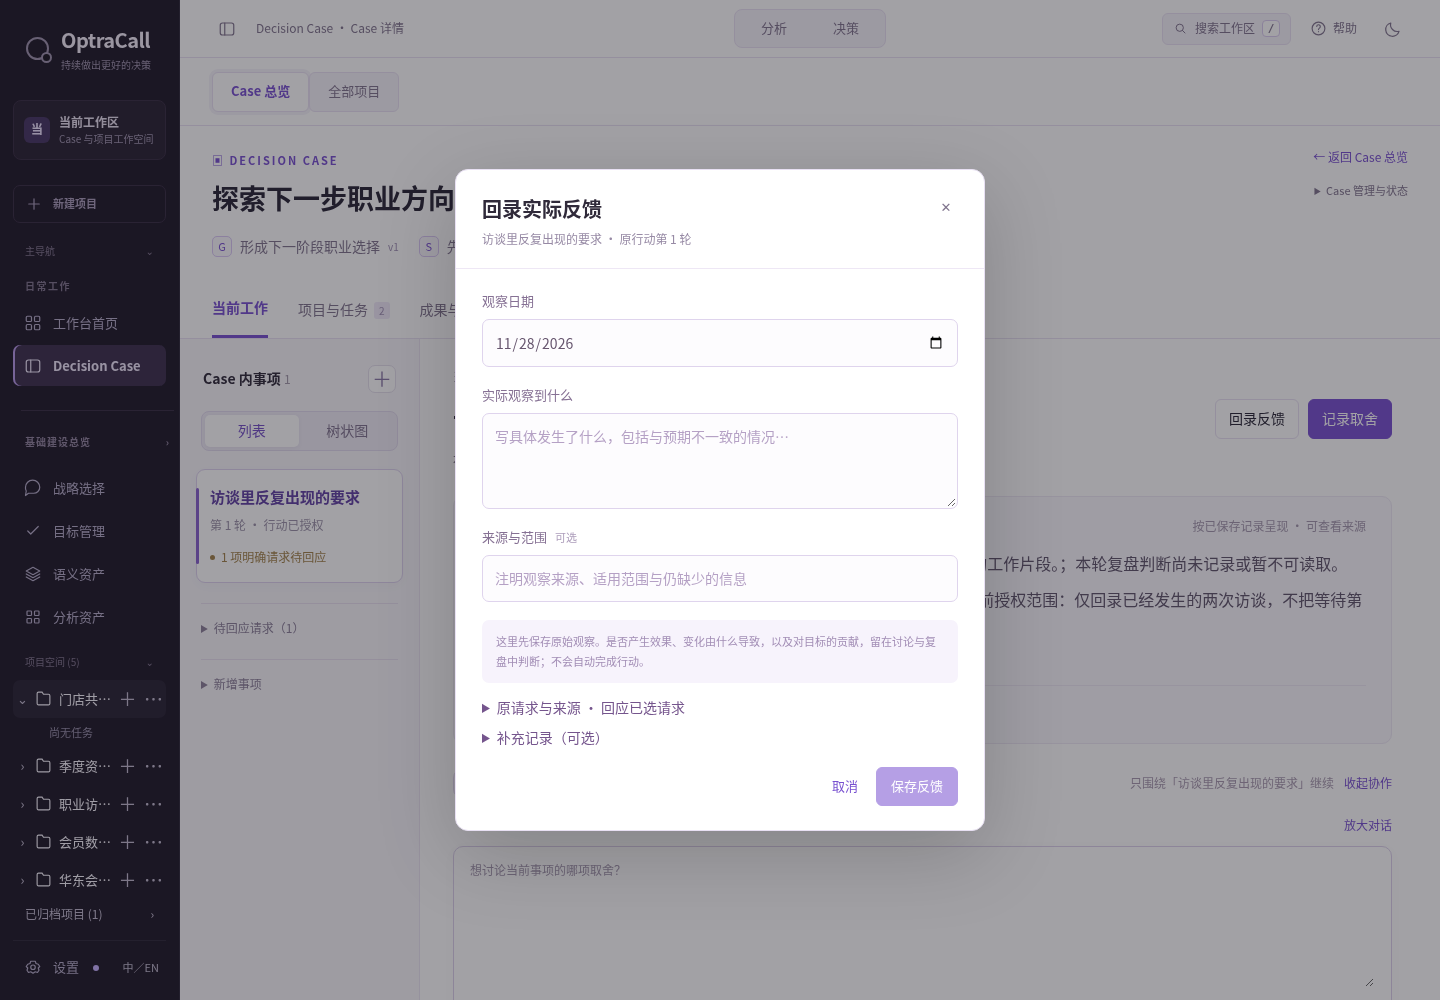 OptraCall
持续做出更好的决策
当
当前工作区
Case 与项目工作空间
新建项目
主导航
日常工作
工作台首页
Decision Case
基础建设总览
战略选择
目标管理
语义资产
分析资产
项目空间 (5)
门店共…
尚无任务
季度资…
职业访…
会员数…
华东会…
已归档项目 (1)
设置
中／EN
Decision Case · Case 详情
分析
决策
搜索工作区 /
帮助
Case 总览
全部项目
DECISION CASE
← 返回 Case 总览
探索下一步职业方向
▶ Case 管理与状态
G 形成下一阶段职业选择 v1
S
当前工作
项目与任务 2
Case 内事项 1
列表
树状图
访谈里反复出现的要求
第 1 轮 · 行动已授权
1 项明确请求待回应
▶ 待回应请求（1）
▶ 新增事项
回录反馈
记录取舍
按已保存记录呈现 · 可查看来源
工作片段。；本轮复盘判断尚未记录或暂不可读取。
前授权范围：仅回录已经发生的两次访谈，不把等待第
只围绕「访谈里反复出现的要求」继续
收起协作
放大对话
想讨论当前事项的哪项取舍？
回录实际反馈
×
访谈里反复出现的要求 · 原行动第 1 轮
观察日期
11/28/2026
实际观察到什么
写具体发生了什么，包括与预期不一致的情况…
来源与范围 可选
注明观察来源、适用范围与仍缺少的信息
这里先保存原始观察。是否产生效果、变化由什么导致，以及对目标的贡献，留在讨论与复
盘中判断；不会自动完成行动。
▶ 原请求与来源 · 回应已选请求
▶ 补充记录（可选）
取消
保存反馈